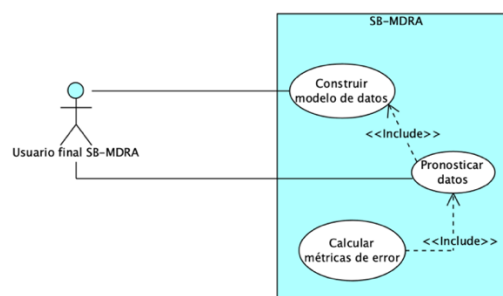 SB-MDRA
Construir
modelo de datos
<<Include>>
Usuario final SB-MDRA
Pronosticar
datos
Calcular
métricas de error
<<Include>>